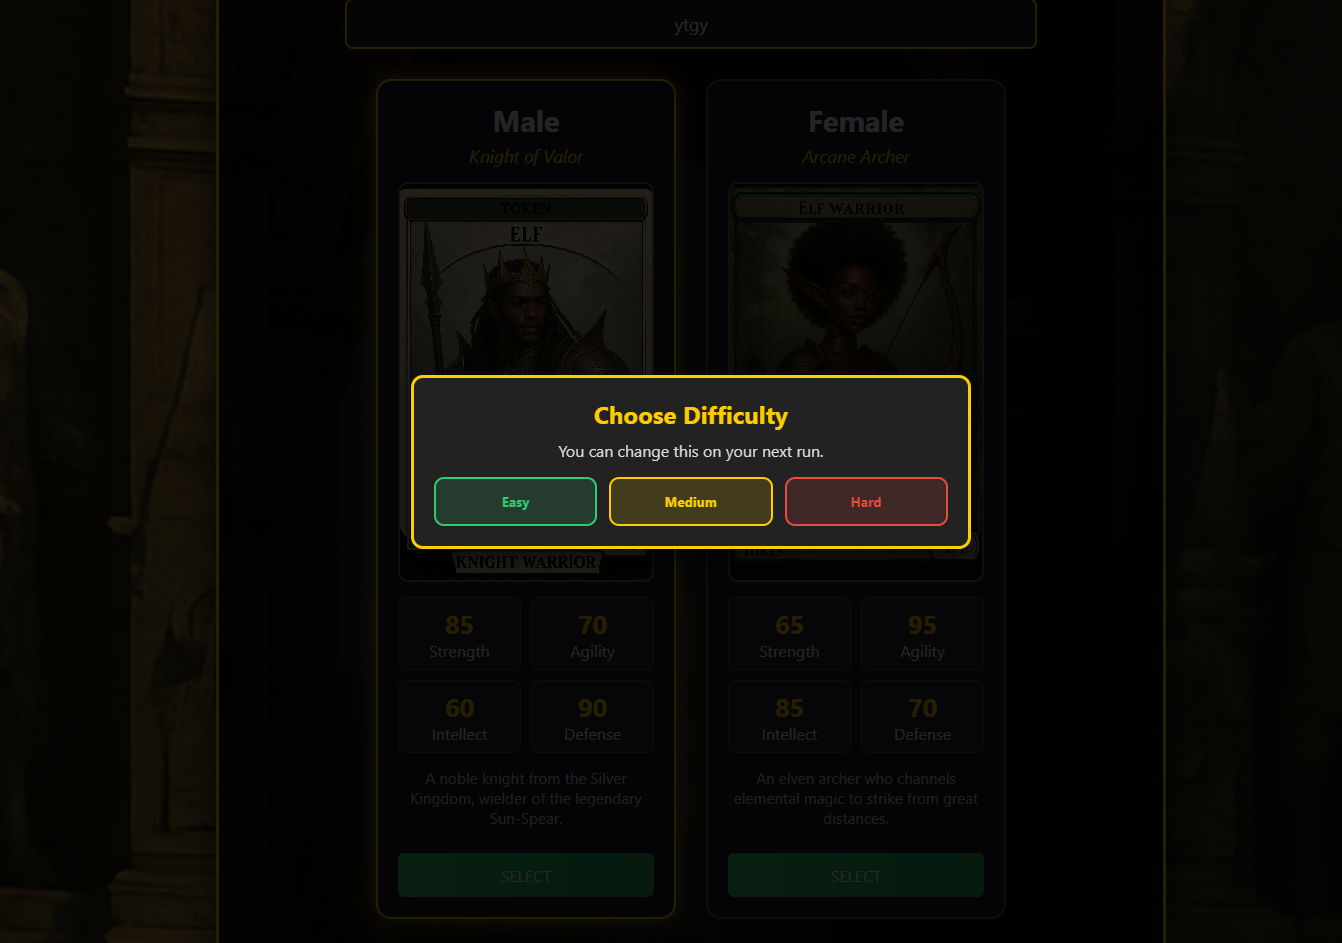 ytgy
Male
Knight of Valor
TOKEN
ELF
KNIGHT WARRIOR
85
Strength
70
Agility
60
Intellect
90
Defense
A noble knight from the Silver
Kingdom, wielder of the legendary
Sun-Spear.
SELECT
Female
Arcane Archer
ELF WARRIOR
TOKEN
65
Strength
95
Agility
85
Intellect
70
Defense
An elven archer who channels
elemental magic to strike from great
distances.
SELECT
Choose Difficulty
You can change this on your next run.
Easy
Medium
Hard